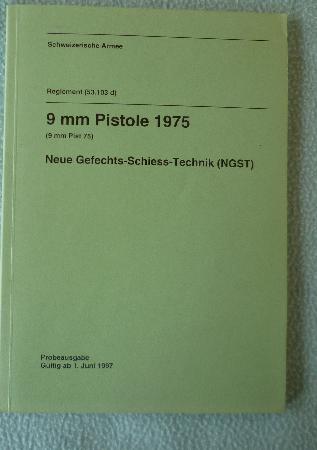 Schweizerische Armee
Reglement (53.103 d)
9 mm Pistole 1975
(9 mm Pist 75)
Neue Gefechts-Schiess-Technik (NGST)
Probeausgabe
Gültig ab 1. Juni 1997